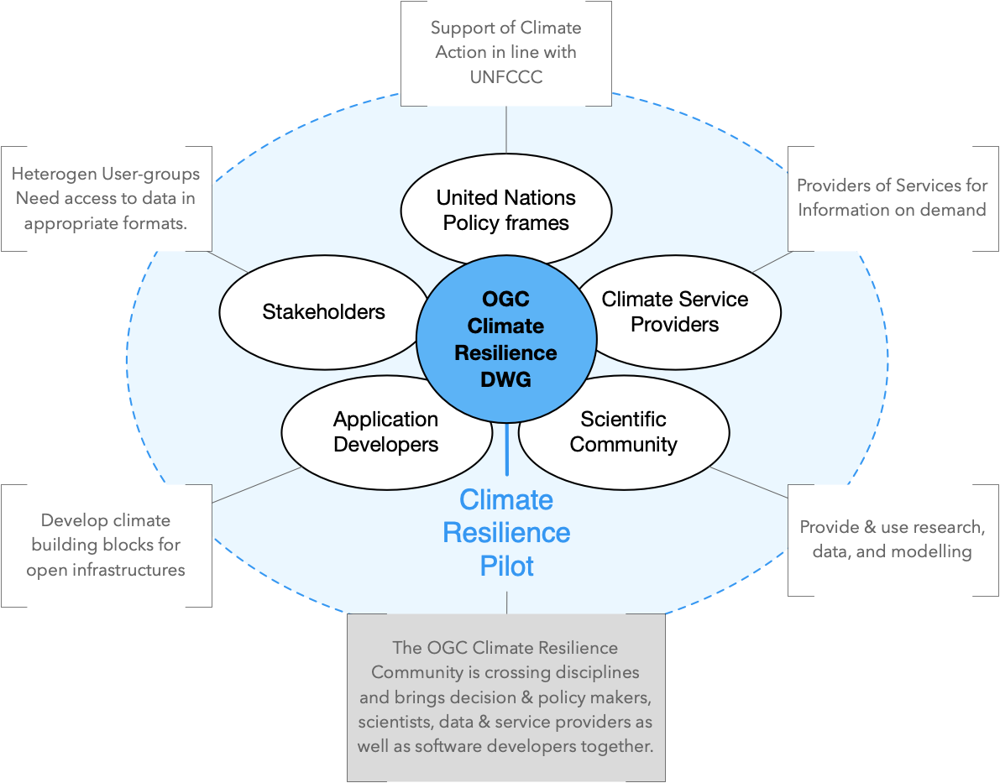 Support of Climate
Action in line with
UNFCCC
Heterogen User-groups
Need access to data in
appropriate formats.
Providers of Services for
Information on demand
United Nations
Policy frames
Stakeholders
OGC
Climate
Resilience
DWG
Climate Service
Providers
Application
Developers
Scientific
Community
Climate
Resilience
Pilot
Develop climate
building blocks for
open infrastructures
Provide & use research,
data, and modelling
The OGC Climate Resilience
Community is crossing disciplines
and brings decision & policy makers,
scientists, data & service providers as
well as software developers together.